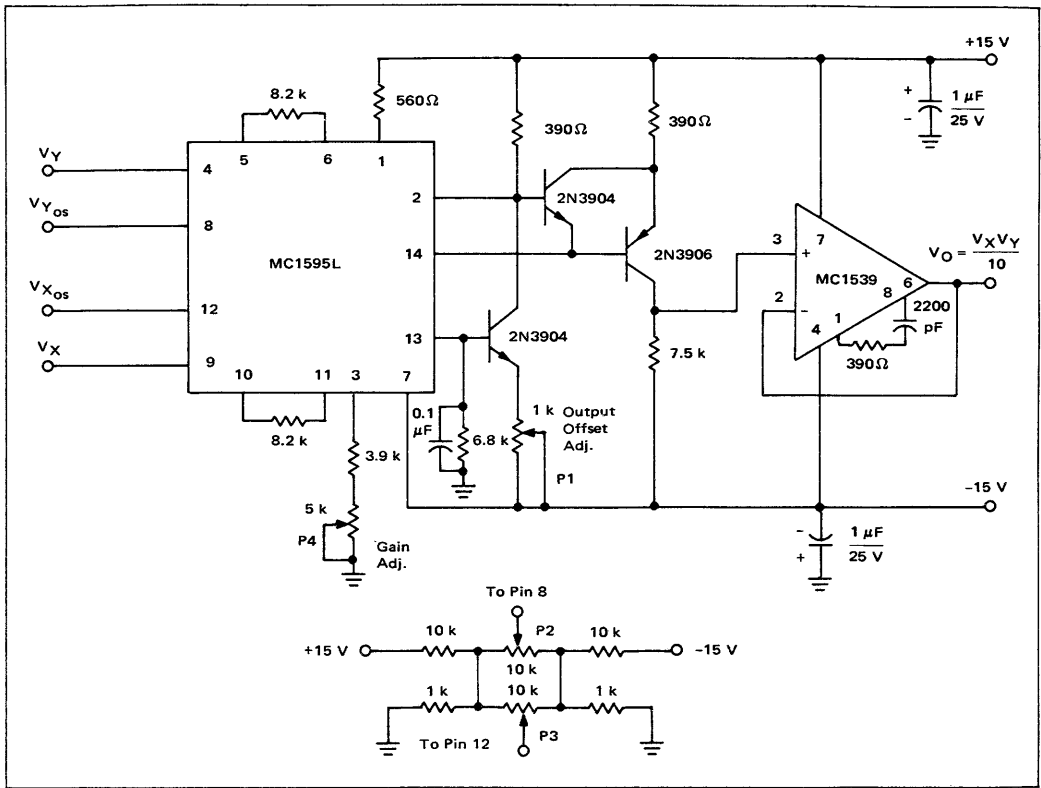 +15 V
8.2 k
560Ω
390Ω
390Ω
+
-
1 μF
25 V
5
6
1
VY
4
2
2N3904
VYos
8
14
2N3906
MC1595L
3
+
7
VO = VXVY
10
MC1539
6
8
2
-
1
4
2200
pF
390Ω
VXos
12
13
2N3904
VX
9
10
11
3
7
7.5 k
8.2 k
0.1
μF
6.8 k
1 k
Output
Offset
Adj.
P1
3.9 k
5 k
P4
Gain
Adj.
-15 V
-
+
1 μF
25 V
To Pin 8
+15 V
10 k
P2
10 k
10 k
-15 V
1 k
10 k
1 k
To Pin 12
P3